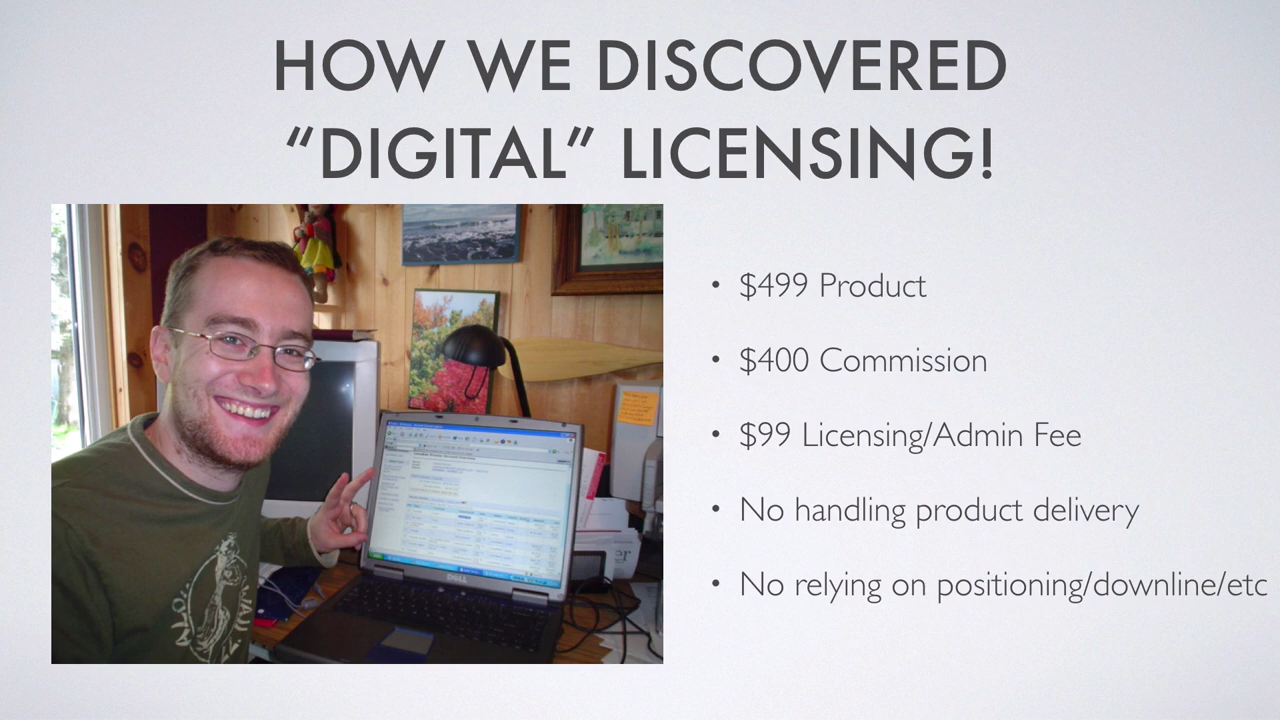 HOW WE DISCOVERED
“DIGITAL” LICENSING!
• $499 Product
• $400 Commission
• $99 Licensing/Admin Fee
• No handling product delivery
• No relying on positioning/downline/etc
DELL